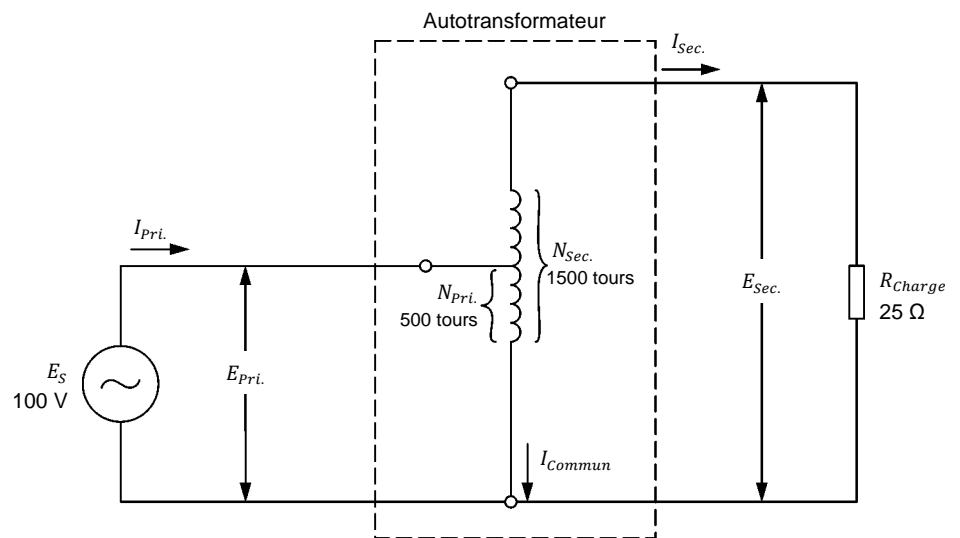 Autotransformateur
I_Sec.
I_Pri.
N_Sec.
1500 tours
N_Pri.
500 tours
E_Sec.
R_Charge
25 Ω
E_S
100 V
E_Pri.
I_Commun